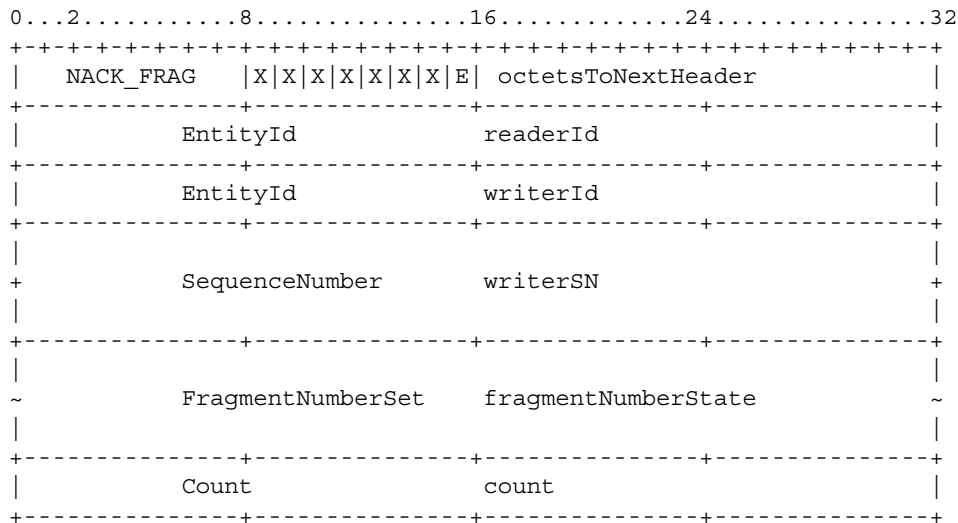 0...2...........8...............16.............24...............32
+-+-+-+-+-+-+-+-+-+-+-+-+-+-+-+-+-+-+-+-+-+-+-+-+-+-+-+-+-+-+-+-+
|   NACK_FRAG   |X|X|X|X|X|X|X|E| octetsToNextHeader            |
+---------------+---------------+---------------+---------------+
|           EntityId             readerId                       |
+---------------+---------------+---------------+---------------+
|           EntityId             writerId                       |
+---------------+---------------+---------------+---------------+
|                                                               |
+           SequenceNumber       writerSN                       +
|                                                               |
+---------------+---------------+---------------+---------------+
|                                                               |
~           FragmentNumberSet    fragmentNumberState            ~
|                                                               |
+---------------+---------------+---------------+---------------+
|           Count                count                          |
+---------------+---------------+---------------+---------------+